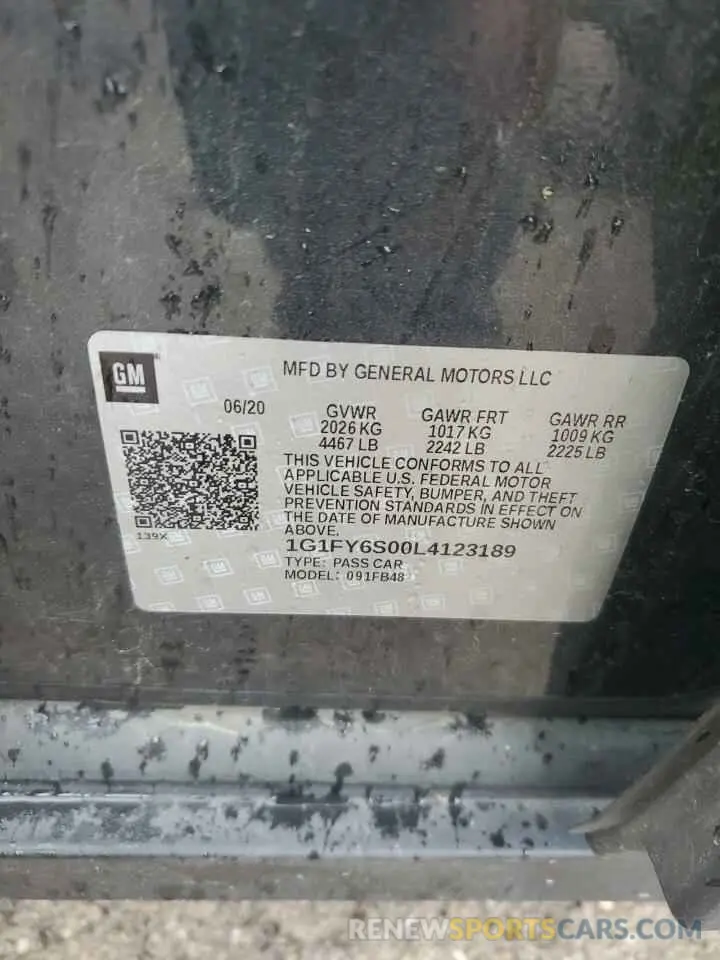 GM
MFD BY GENERAL MOTORS LLC
06/20
GVWR GAWR FRT GAWR RR
2026 KG 1017 KG 1009 KG
4467 LB 2242 LB 2225 LB
THIS VEHICLE CONFORMS TO ALL
APPLICABLE U.S. FEDERAL MOTOR
VEHICLE SAFETY, BUMPER, AND THEFT
PREVENTION STANDARDS IN EFFECT ON
THE DATE OF MANUFACTURE SHOWN
ABOVE.
139X
1G1FY6S00L4123189
TYPE: PASS CAR
MODEL: 091FB48
RENEWSPORTSCARS.COM